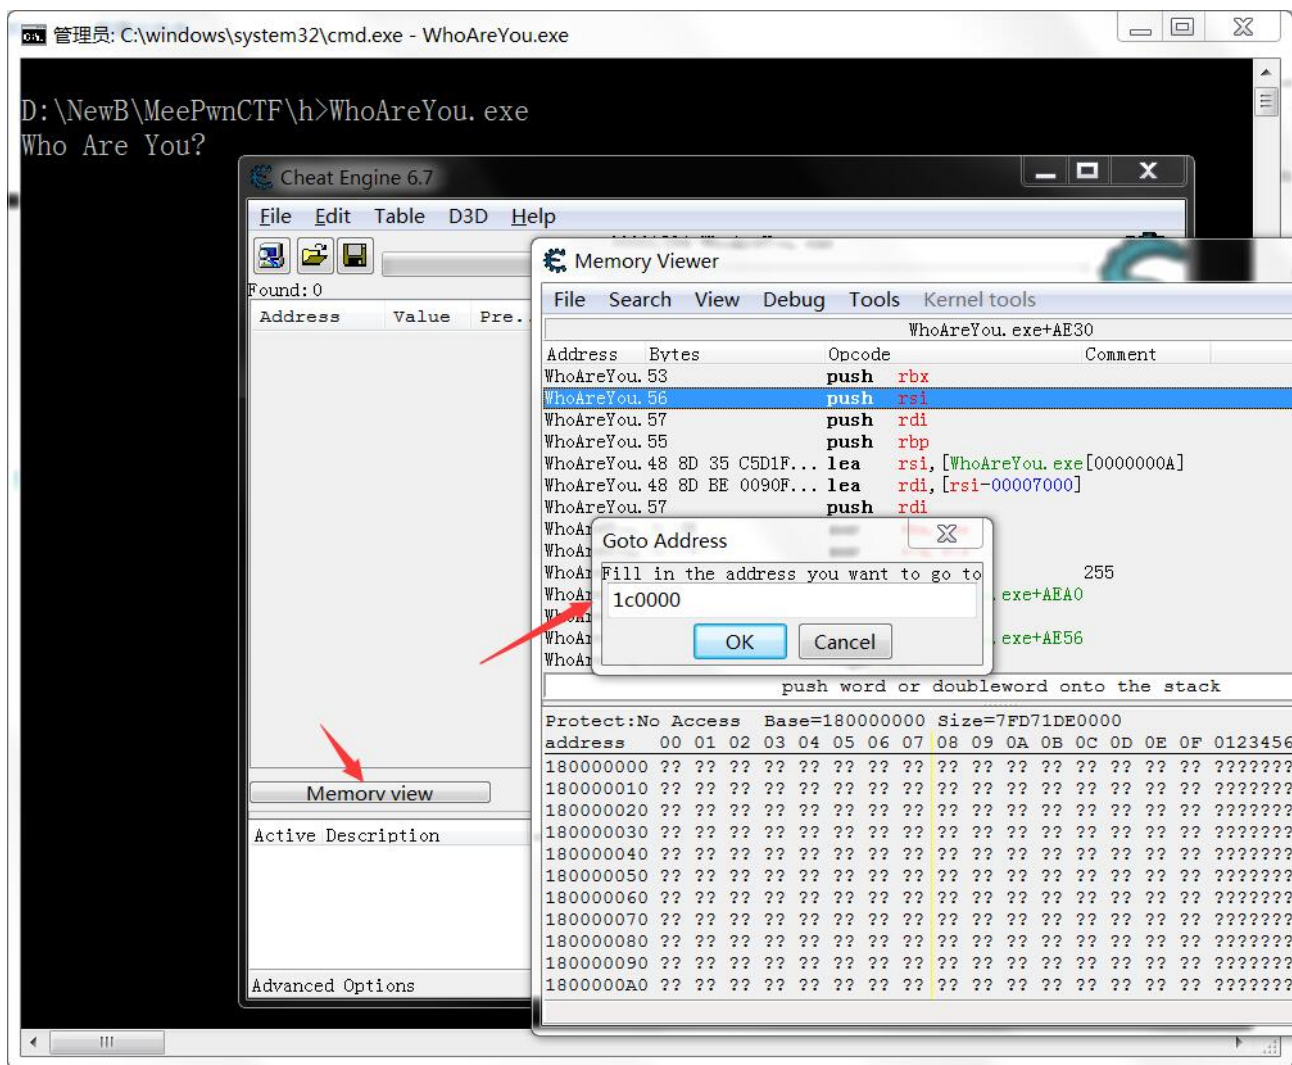 管理员: C:\windows\system32\cmd.exe - WhoAreYou.exe
D:\NewB\MeePwnCTF\h>WhoAreYou.exe
Who Are You?
Cheat Engine 6.7
File Edit Table D3D Help
Found: 0
Address Value Pre..
Memory view
Active Description
Advanced Options
Memory Viewer
File Search View Debug Tools Kernel tools
WhoAreYou.exe+AE30
Address Bytes Opcode Comment
WhoAreYou. 53 push rbx
WhoAreYou. 56 push rsi
WhoAreYou. 57 push rdi
WhoAreYou. 55 push rbp
WhoAreYou. 48 8D 35 C5D1F... lea rsi,[WhoAreYou.exe[0000000A]
WhoAreYou. 48 8D BE 0090F... lea rdi,[rsi-00007000]
WhoAreYou. 57 push rdi
WhoAr
WhoAr
WhoAr 255
WhoAr .exe+AEA0
WhoAr
WhoAr .exe+AE56
WhoAr
Goto Address
Fill in the address you want to go to
1c0000
OK Cancel
push word or doubleword onto the stack
Protect:No Access Base=180000000 Size=7FD71DE0000
address 00 01 02 03 04 05 06 07 08 09 0A 0B 0C 0D 0E 0F 0123456
180000000 ?? ?? ?? ?? ?? ?? ?? ?? ?? ?? ?? ?? ?? ?? ?? ?? ???????
180000010 ?? ?? ?? ?? ?? ?? ?? ?? ?? ?? ?? ?? ?? ?? ?? ?? ???????
180000020 ?? ?? ?? ?? ?? ?? ?? ?? ?? ?? ?? ?? ?? ?? ?? ?? ???????
180000030 ?? ?? ?? ?? ?? ?? ?? ?? ?? ?? ?? ?? ?? ?? ?? ?? ???????
180000040 ?? ?? ?? ?? ?? ?? ?? ?? ?? ?? ?? ?? ?? ?? ?? ?? ???????
180000050 ?? ?? ?? ?? ?? ?? ?? ?? ?? ?? ?? ?? ?? ?? ?? ?? ???????
180000060 ?? ?? ?? ?? ?? ?? ?? ?? ?? ?? ?? ?? ?? ?? ?? ?? ???????
180000070 ?? ?? ?? ?? ?? ?? ?? ?? ?? ?? ?? ?? ?? ?? ?? ?? ???????
180000080 ?? ?? ?? ?? ?? ?? ?? ?? ?? ?? ?? ?? ?? ?? ?? ?? ???????
180000090 ?? ?? ?? ?? ?? ?? ?? ?? ?? ?? ?? ?? ?? ?? ?? ?? ???????
1800000A0 ?? ?? ?? ?? ?? ?? ?? ?? ?? ?? ?? ?? ?? ?? ?? ?? ???????